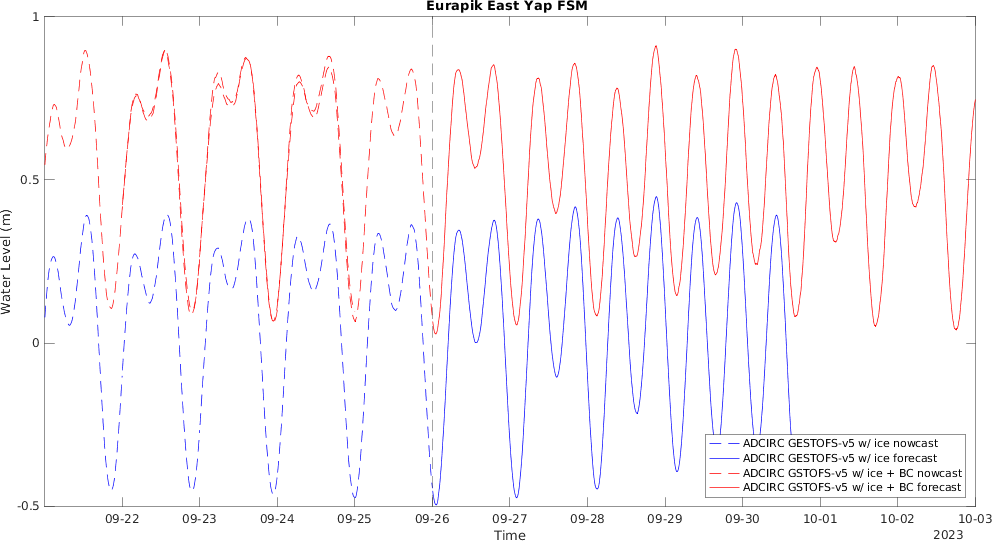 Eurapik East Yap FSM
1
0.5
0
-0.5
Water Level (m)
09-22 09-23 09-24 09-25 09-26 09-27 09-28 09-29 09-30 10-01 10-02 10-03
Time
2023
ADCIRC GESTOFS-v5 w/ ice nowcast
ADCIRC GESTOFS-v5 w/ ice forecast
ADCIRC GSTOFS-v5 w/ ice + BC nowcast
ADCIRC GSTOFS-v5 w/ ice + BC forecast